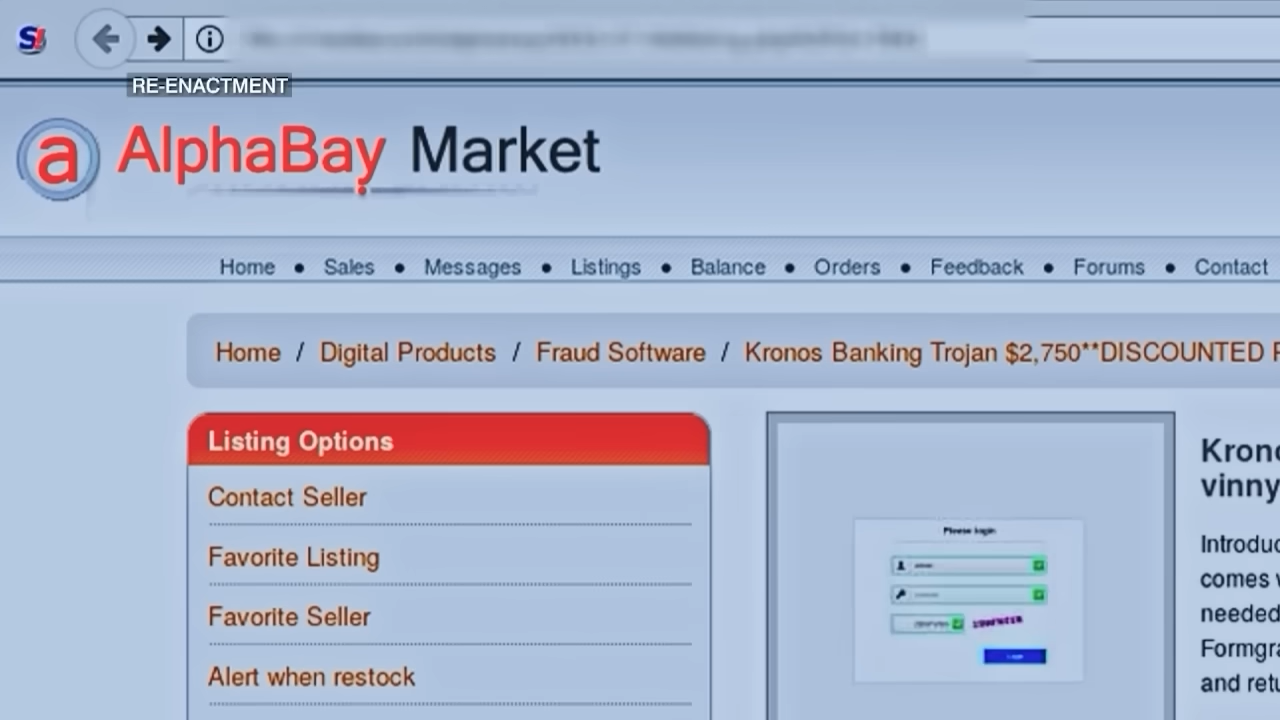 S!
RE-ENACTMENT
a AlphaBay Market
Home • Sales • Messages • Listings • Balance • Orders • Feedback • Forums • Contact
Home / Digital Products / Fraud Software / Kronos Banking Trojan $2,750**DISCOUNTED
Listing Options
Contact Seller
Favorite Listing
Favorite Seller
Alert when restock
Please login
Login
Krono
vinny
Introduc
comes
needed
Formgra
and retu